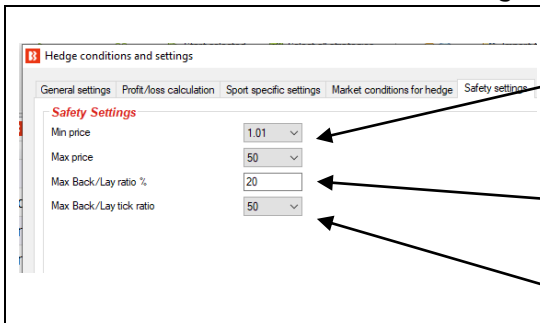 Hedge conditions and settings
General settings Profit/loss calculation Sport specific settings Market conditions for hedge Safety settings
Safety Settings
Min price 1.01
Max price 50
Max Back/Lay ratio % 20
Max Back/Lay tick ratio 50